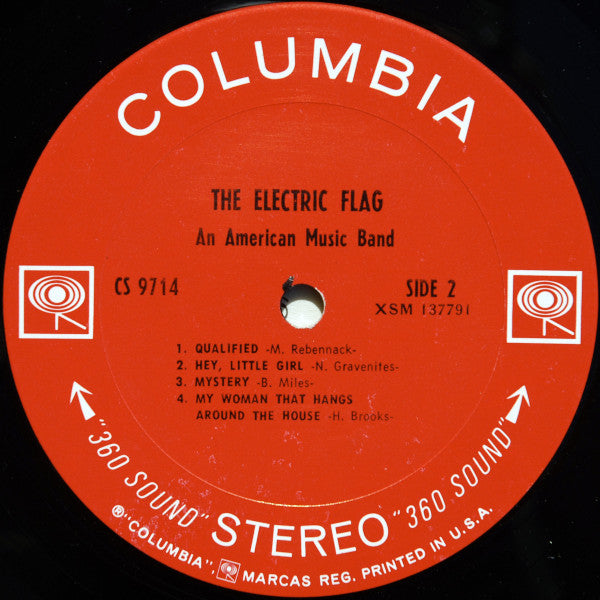 COLUMBIA
THE ELECTRIC FLAG
An American Music Band
CS 9714
SIDE 2
XSM 137791
1. QUALIFIED -M. Rebennack-
2. HEY, LITTLE GIRL -N. Gravenites-
3. MYSTERY -B. Miles-
4. MY WOMAN THAT HANGS
AROUND THE HOUSE -H. Brooks-
"360 SOUND" STEREO "360 SOUND"
®"COLUMBIA", MARCAS REG. PRINTED IN U.S.A.